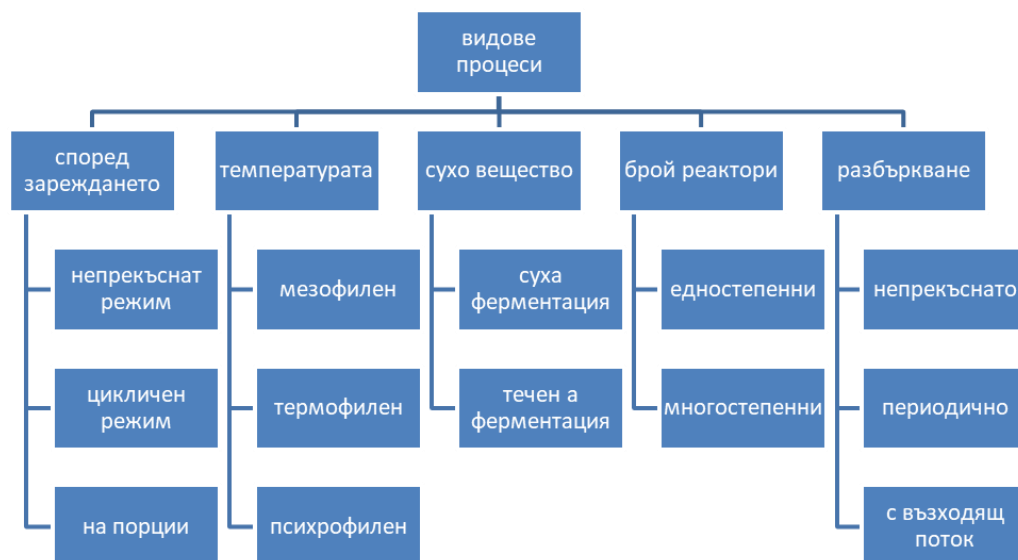 видове
процеси
според
зареждането
температурата
сухо вещество
брой реактори
разбъркване
непрекъснат
режим
мезофилен
суха
ферментация
едностепенни
непрекъснато
цикличен
режим
термофилен
течен а
ферментация
многостепенни
периодично
на порции
психрофилен
с възходящ
поток